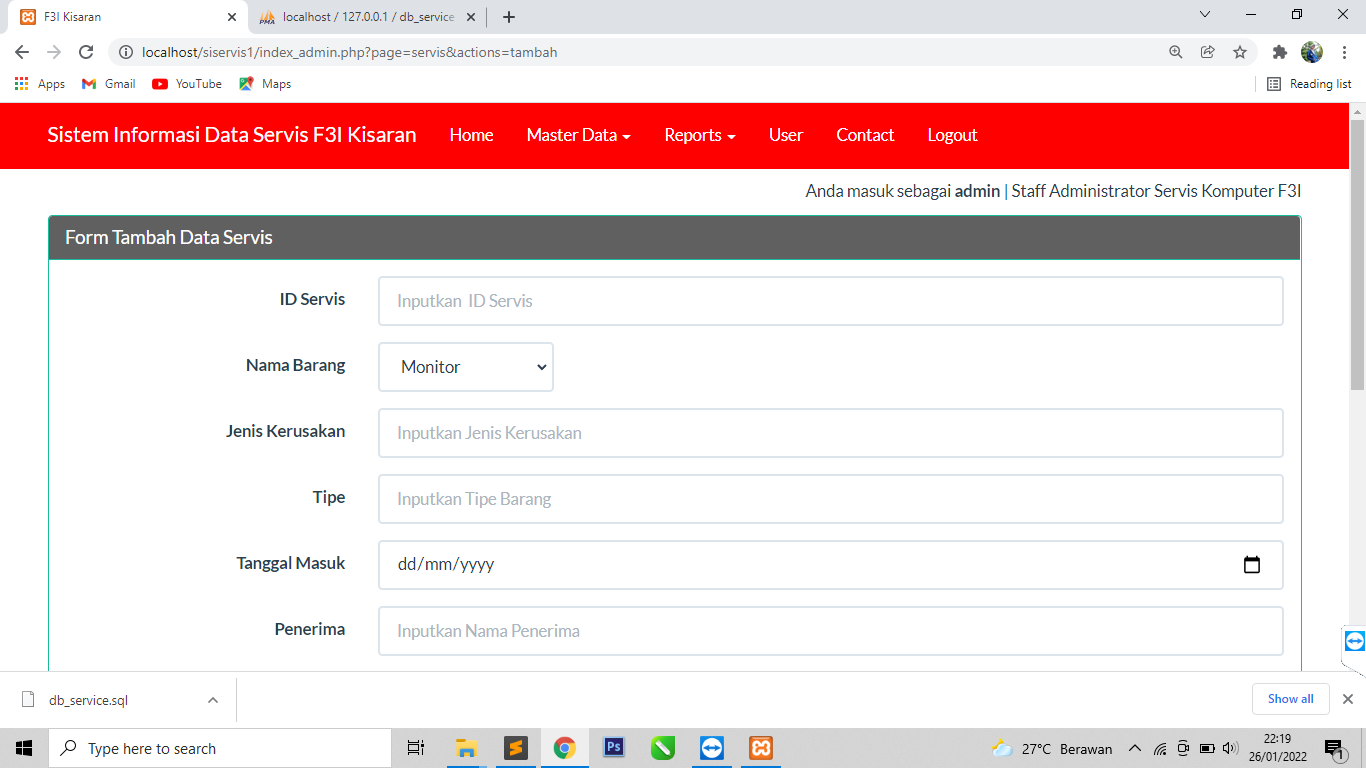 F3I Kisaran
localhost / 127.0.0.1 / db_service
localhost/siservis1/index_admin.php?page=servis&actions=tambah
Apps Gmail YouTube Maps Reading list
Sistem Informasi Data Servis F3I Kisaran Home Master Data Reports User Contact Logout
Anda masuk sebagai admin | Staff Administrator Servis Komputer F3I
Form Tambah Data Servis
ID Servis Inputkan ID Servis
Nama Barang Monitor
Jenis Kerusakan Inputkan Jenis Kerusakan
Tipe Inputkan Tipe Barang
Tanggal Masuk dd/mm/yyyy
Penerima Inputkan Nama Penerima
db_service.sql Show all
Type here to search Ps 27°C Berawan 22:19
26/01/2022 1